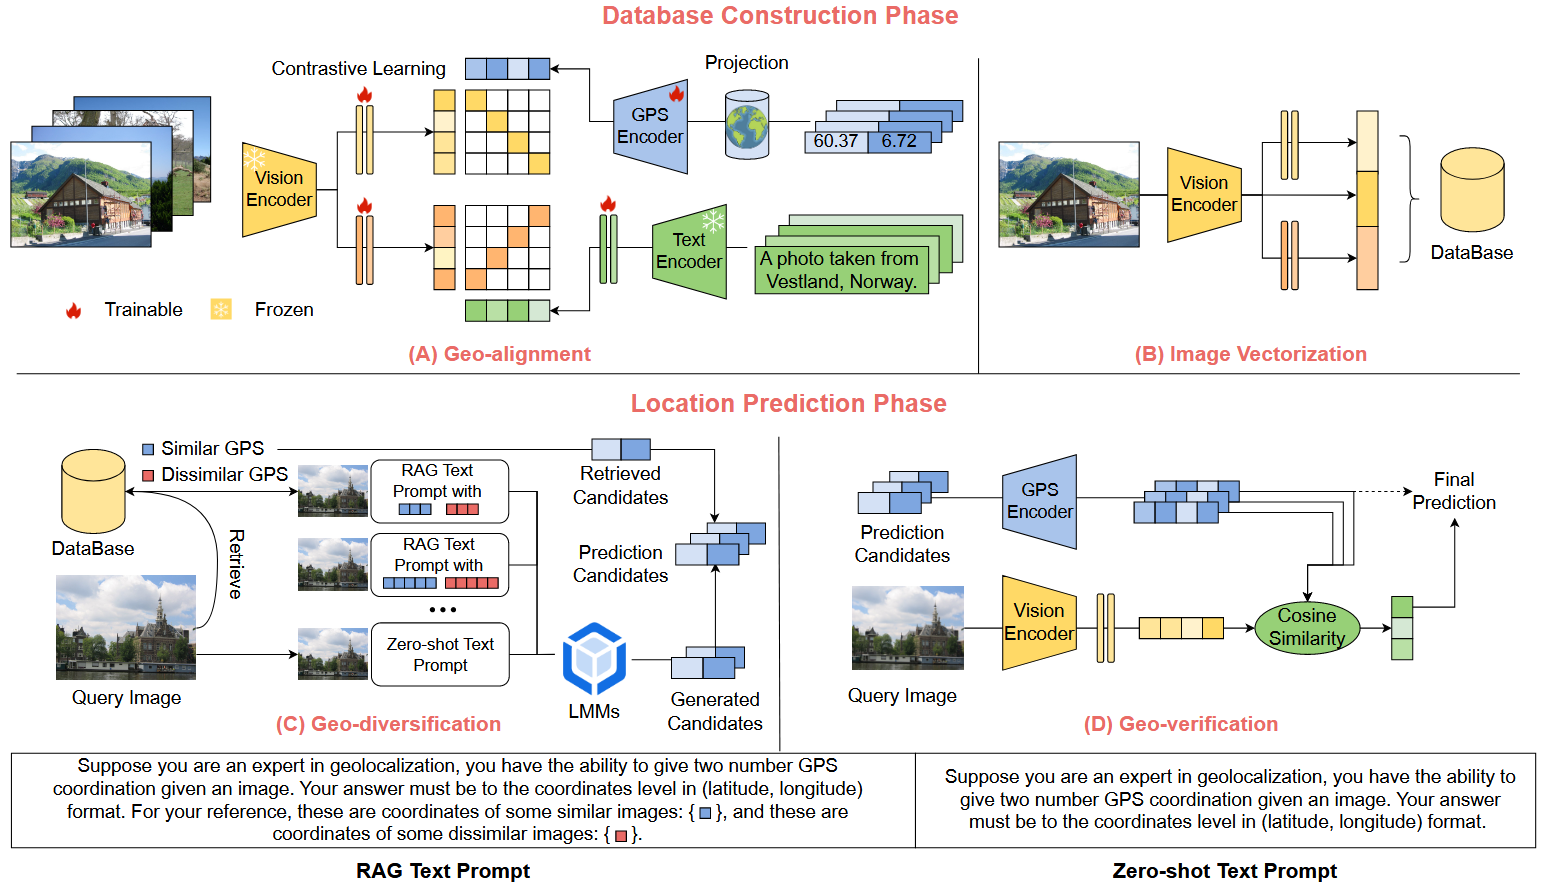 Database Construction Phase
Contrastive Learning
Projection
GPS
Encoder
60.37 6.72
Vision
Encoder
Text
Encoder
A photo taken from
Vestland, Norway.
Trainable
Frozen
(A) Geo-alignment
Vision
Encoder
DataBase
(B) Image Vectorization
Location Prediction Phase
Similar GPS
Dissimilar GPS
DataBase
Retrieve
Query Image
RAG Text
Prompt with
RAG Text
Prompt with
•••
Zero-shot Text
Prompt
LMMs
Retrieved
Candidates
Prediction
Candidates
Generated
Candidates
(C) Geo-diversification
Prediction
Candidates
GPS
Encoder
Query Image
Vision
Encoder
Cosine
Similarity
Final
Prediction
(D) Geo-verification
Suppose you are an expert in geolocalization, you have the ability to give two number GPS
coordination given an image. Your answer must be to the coordinates level in (latitude, longitude)
format. For your reference, these are coordinates of some similar images: { }, and these are
coordinates of some dissimilar images: { }.
RAG Text Prompt
Suppose you are an expert in geolocalization, you have the ability to
give two number GPS coordination given an image. Your answer
must be to the coordinates level in (latitude, longitude) format.
Zero-shot Text Prompt